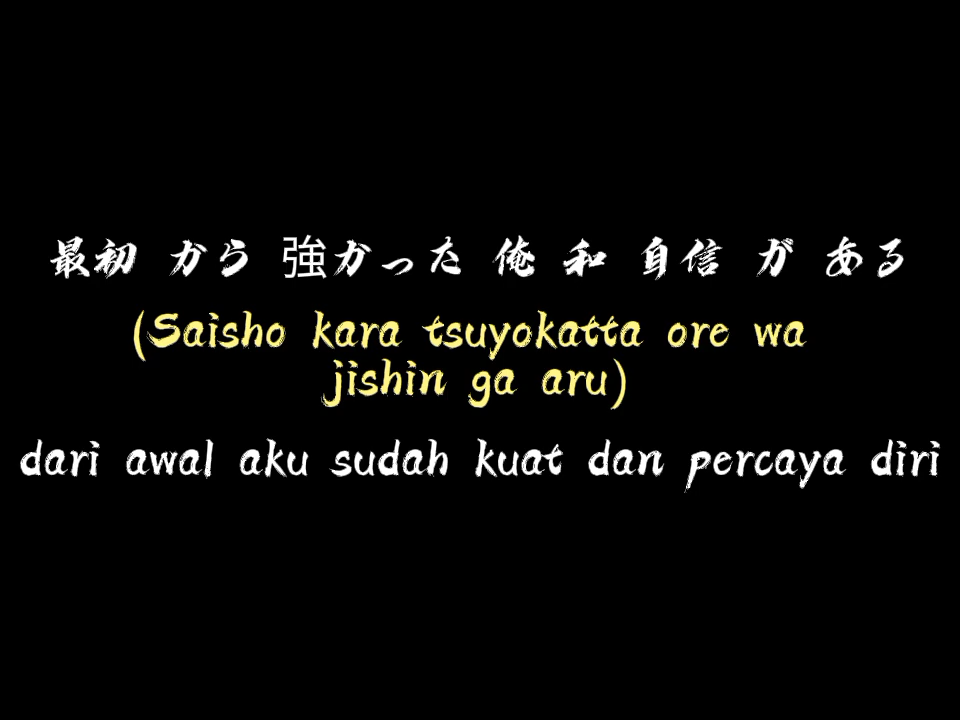 最初 から 強かった 俺 和 自信 が ある
(Saisho kara tsuyokatta ore wa
jishin ga aru)
dari awal aku sudah kuat dan percaya diri